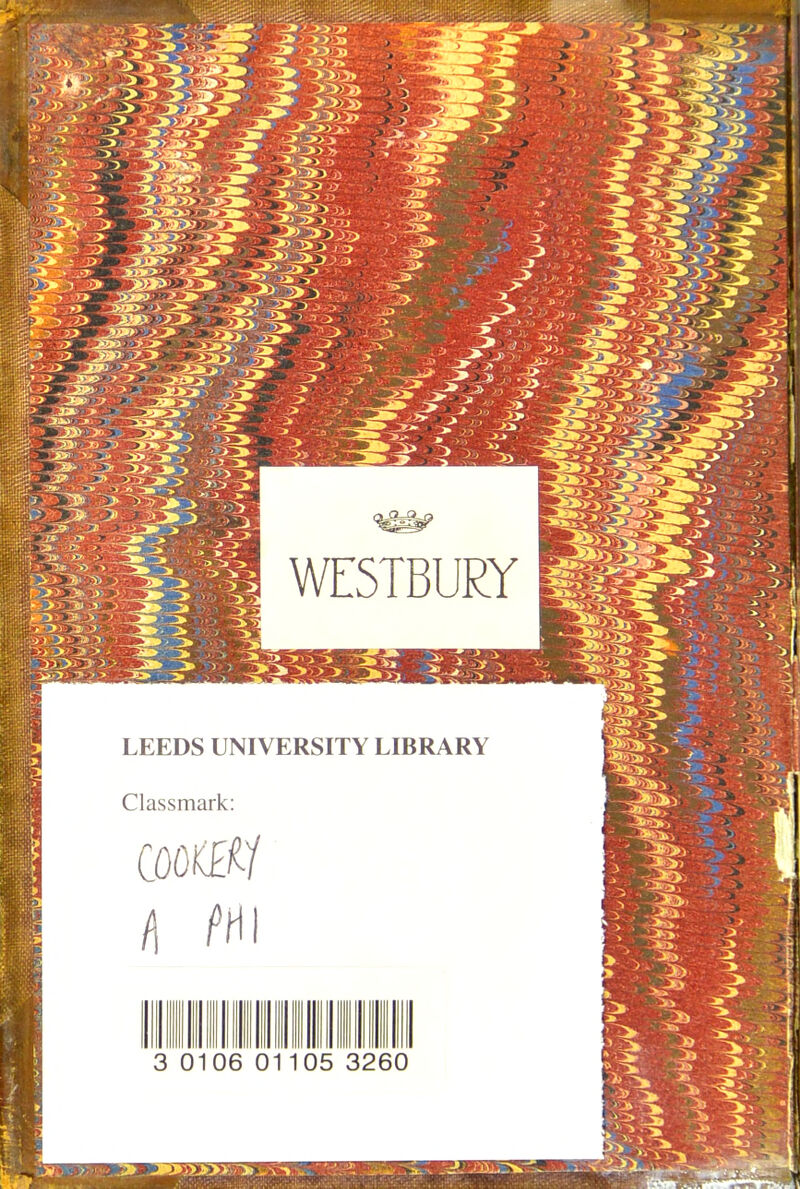 WESTBURY
LEEDS UNIVERSITY LIBRARY
Classmark:
COOKERY
A PHI
3 0106 01105 3260